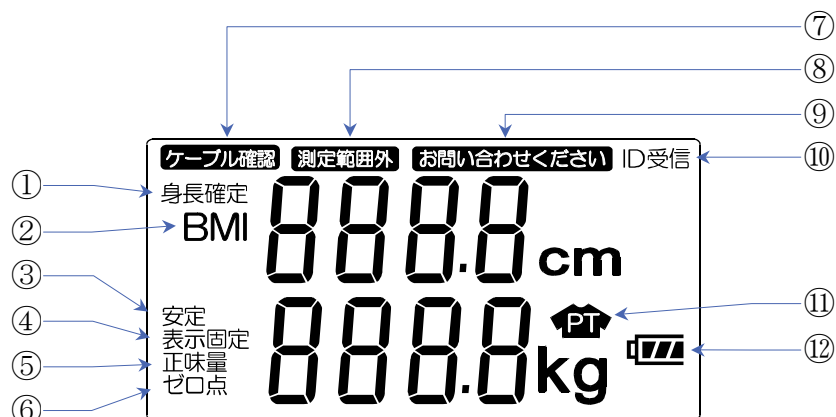 ⑦
⑧
⑨
ケーブル確認 測定範囲外 お問い合わせください ID受信 ⑩
① 身長確定
② BMI 888.8 cm
③ 安定 ⑪
④ 表示固定 PT
⑤ 正味量 888.8 kg ⑫
⑥ ゼロ点